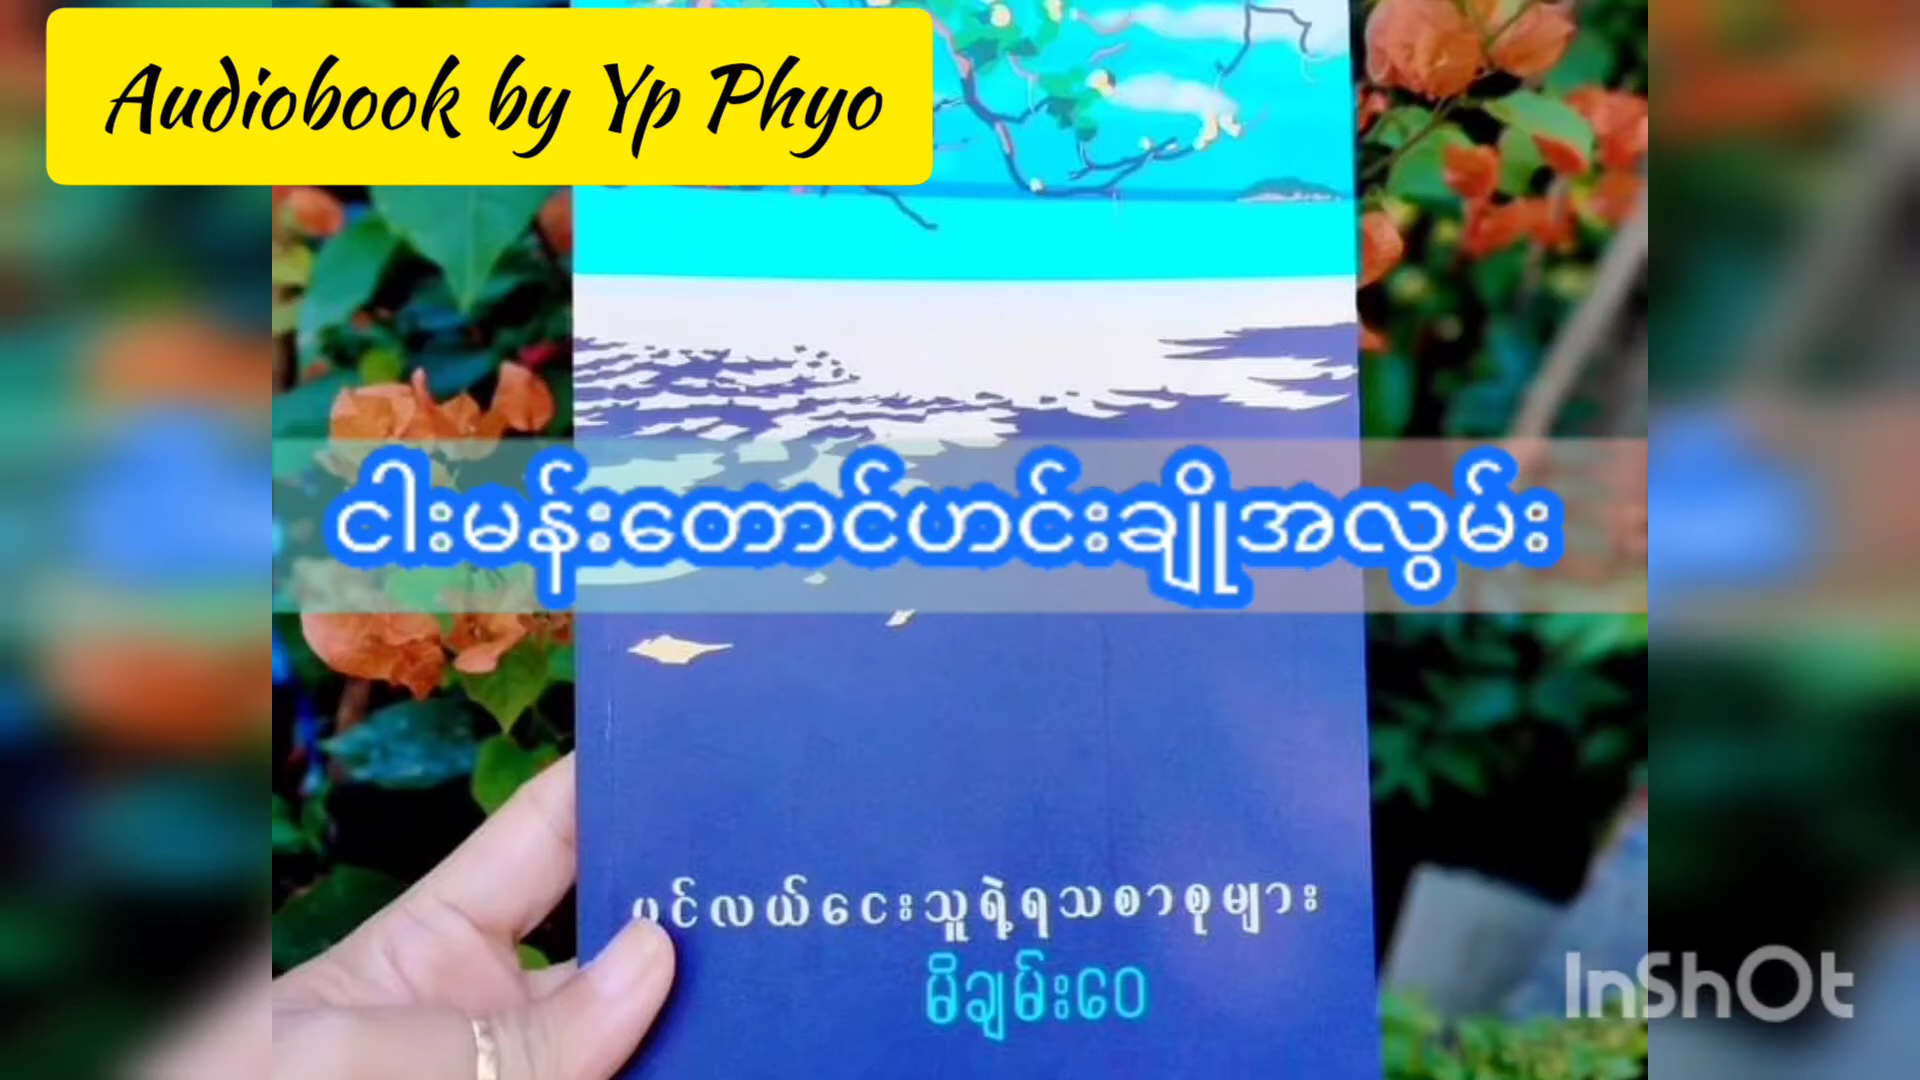 Audiobook by Yp Phyo
ငါးမန်းတောင်ဟင်းချိုအလွမ်း
ပင်လယ်ငေးသူရဲ့ရသစာစုများ
မိချမ်းဝေ
InShOt